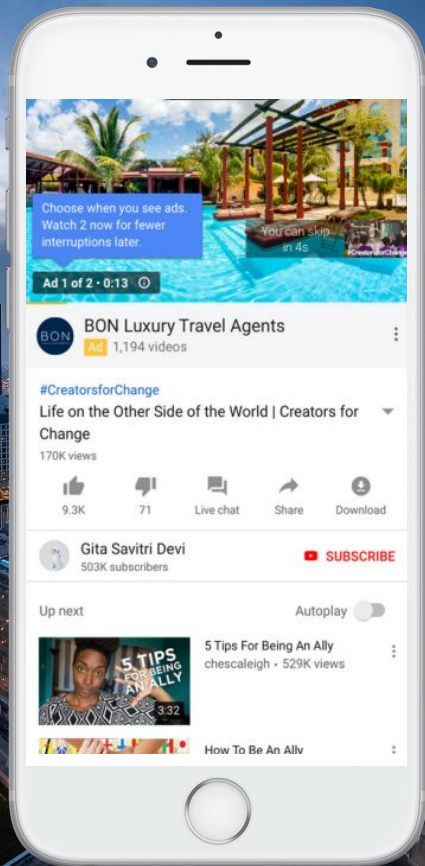 Choose when you see ads.
Watch 2 now for fewer
interruptions later.
You can skip
in 4s
#CreatorsforChange
Ad 1 of 2 • 0:13
BON
BON Luxury Travel Agents
Ad 1,194 videos
#CreatorsforChange
Life on the Other Side of the World | Creators for
Change
170K views
9.3K
71
Live chat
Share
Download
Gita Savitri Devi
503K subscribers
SUBSCRIBE
Up next
Autoplay
5 TIPS
FOR BEING
AN ALLY
3:32
5 Tips For Being An Ally
chescaleigh • 529K views
How To Be An Ally